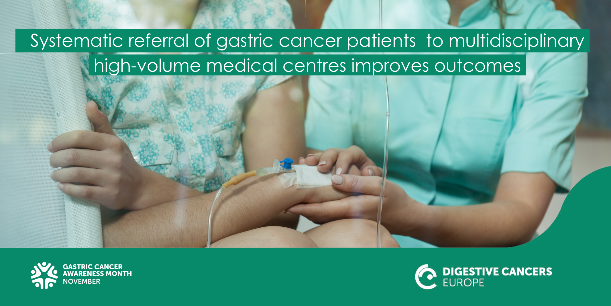 Systematic referral of gastric cancer patients to multidisciplinary
high-volume medical centres improves outcomes
GASTRIC CANCER
AWARENESS MONTH
NOVEMBER
DIGESTIVE CANCERS
EUROPE